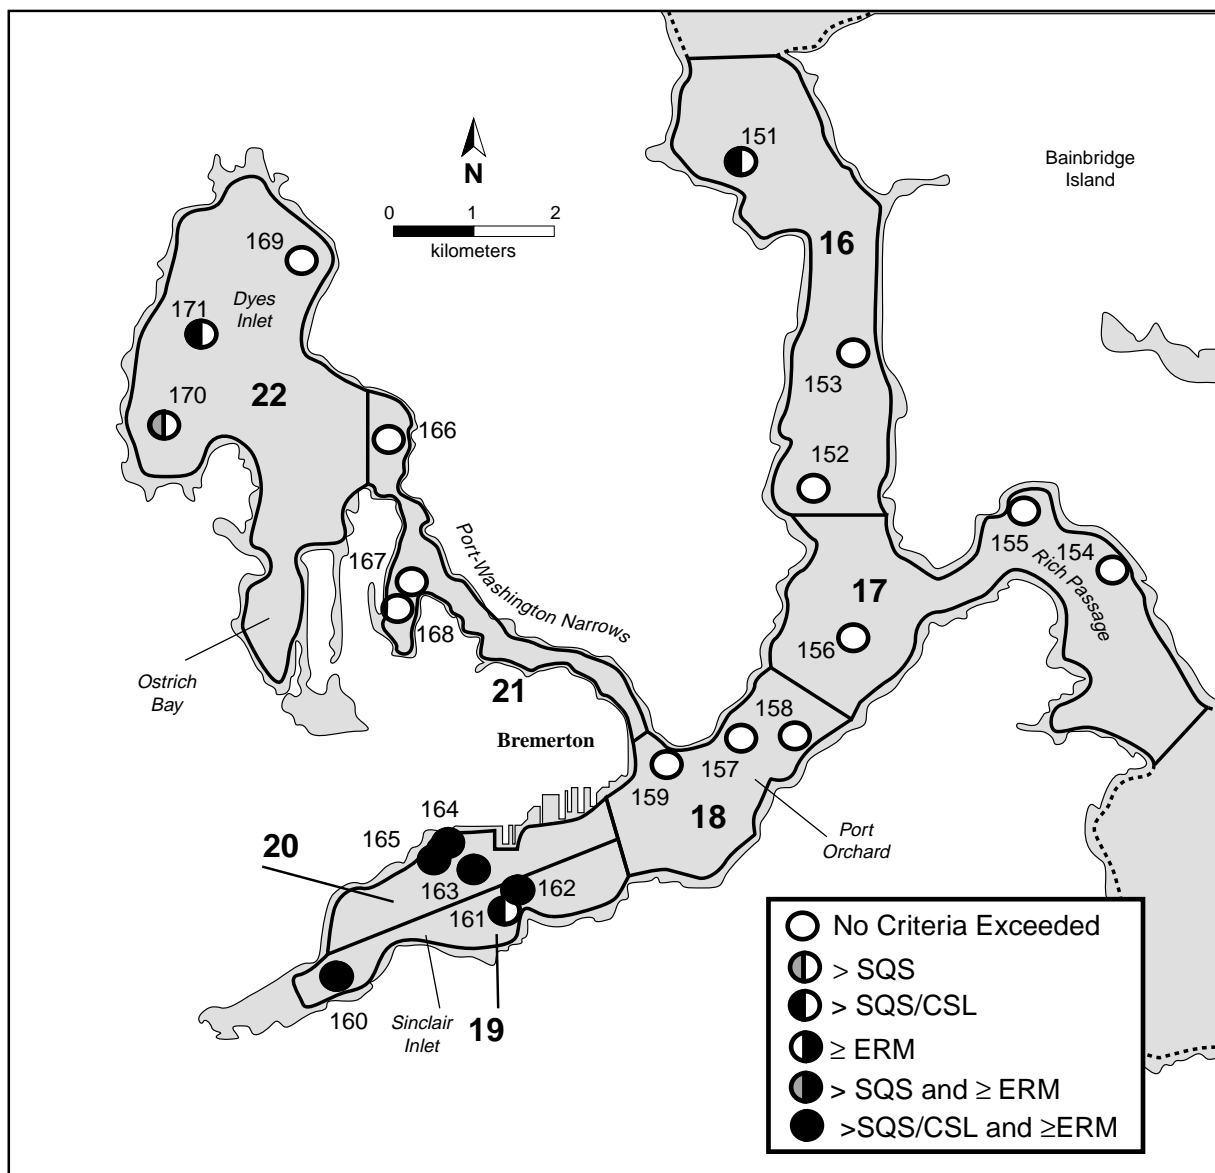 151
Bainbridge
Island
N
0 1 2
kilometers
16
169
Dyes
Inlet
171
153
170
22
166
152
155
154
Rich Passage
167
Port-Washington Narrows
17
168
156
Ostrich
Bay
21
158
Bremerton
157
159
18
164
Port
Orchard
165
20
163
162
161
160
Sinclair
Inlet
19
No Criteria Exceeded
> SQS
> SQS/CSL
≥ ERM
> SQS and ≥ ERM
>SQS/CSL and ≥ERM